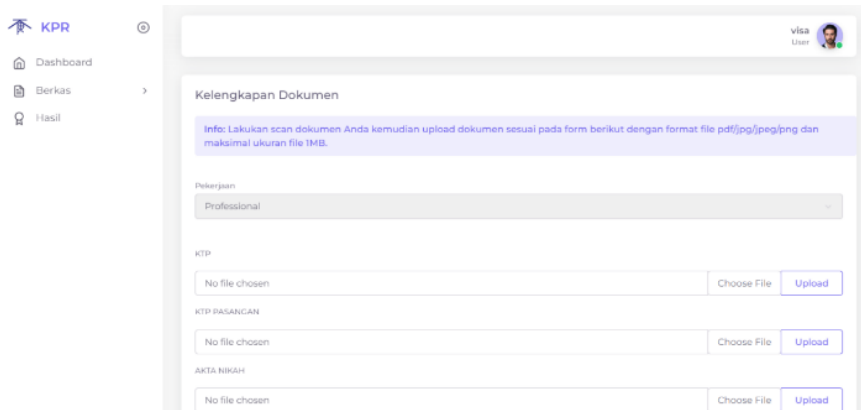 KPR
Dashboard
Berkas
Hasil
visa
User
Kelengkapan Dokumen
Info: Lakukan scan dokumen Anda kemudian upload dokumen sesuai pada form berikut dengan format file pdf/jpg/jpeg/png dan
maksimal ukuran file 1MB.
Pekerjaan
Professional
KTP
No file chosen Choose File Upload
KTP PASANGAN
No file chosen Choose File Upload
AKTA NIKAH
No file chosen Choose File Upload